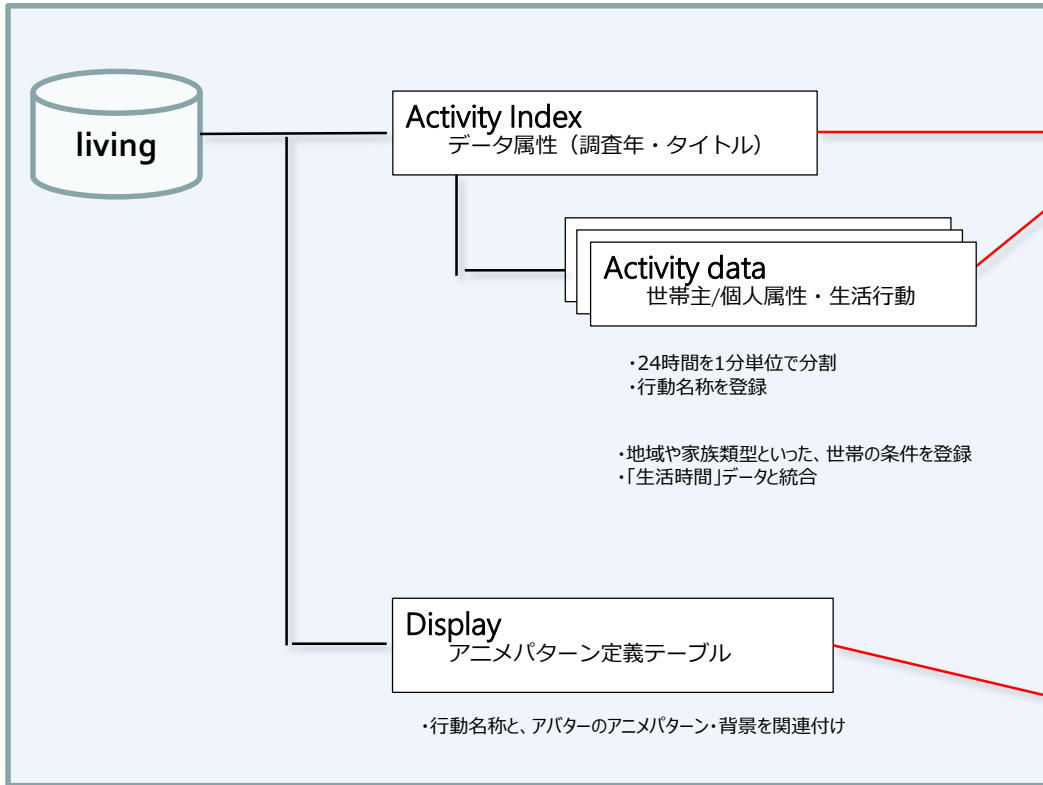 living
Activity Index
データ属性（調査年・タイトル）
Activity data
世帯主/個人属性・生活行動
・24時間を1分単位で分割
・行動名称を登録
・地域や家族類型といった、世帯の条件を登録
・「生活時間」データと統合
Display
アニメパターン定義テーブル
・行動名称と、アバターのアニメパターン・背景を関連付け